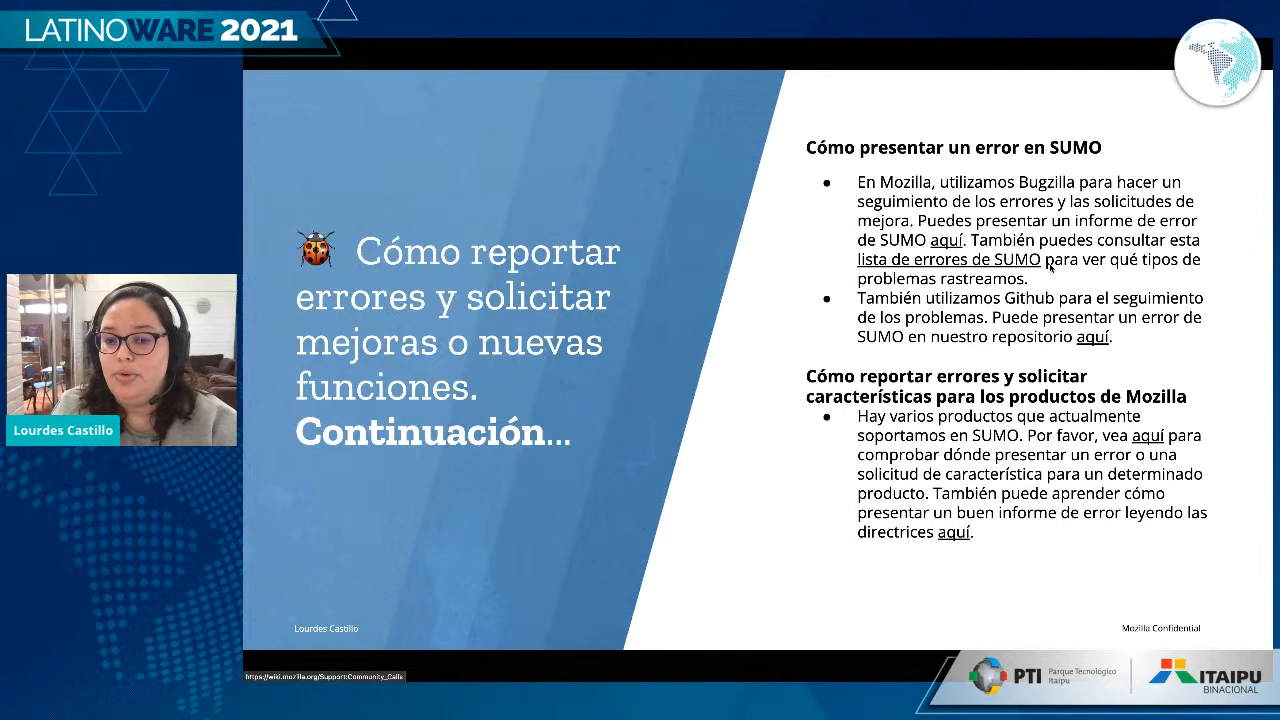 LATINOWARE 2021
Cómo reportar
errores y solicitar
mejoras o nuevas
funciones.
Continuación...
Cómo presentar un error en SUMO
● En Mozilla, utilizamos Bugzilla para hacer un
seguimiento de los errores y las solicitudes de
mejora. Puedes presentar un informe de error
de SUMO aquí. También puedes consultar esta
lista de errores de SUMO para ver qué tipos de
problemas rastreamos.
● También utilizamos Github para el seguimiento
de los problemas. Puede presentar un error de
SUMO en nuestro repositorio aquí.
Cómo reportar errores y solicitar
características para los productos de Mozilla
● Hay varios productos que actualmente
soportamos en SUMO. Por favor, vea aquí para
comprobar dónde presentar un error o una
solicitud de característica para un determinado
producto. También puede aprender cómo
presentar un buen informe de error leyendo las
directrices aquí.
Lourdes Castillo
Lourdes Castillo
Mozilla Confidential
https://wiki.mozilla.org/Support:Community_Calls
PTI Parque Tecnológico
Itaipu
ITAIPU
BINACIONAL